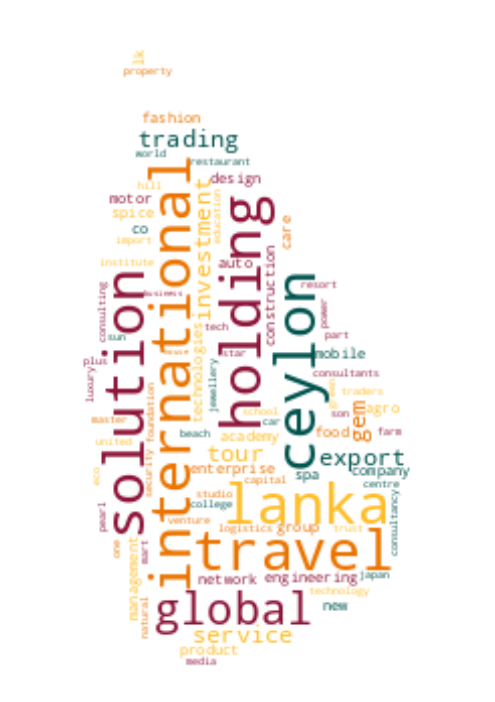 lk
property
fashion
trading
world
restaurant
international
holding
design
hill
motor
spice
investment
education
co
import
care
institute
auto
construction
solution
ceylon
resort
consulting
business
power
sun
technologies
tech
part
house
star
mobile
plus
luxury
jewellery
consultants
green
traders
foundation
school
son
gem
agro
master
car
beach
academy
food
farm
united
tour
export
security
enterprise
spa
company
eco
capital
centre
lanka
studio
college
pearl
venture
logistics
group
trust
consultancy
travel
one
mart
management
network
engineering
japan
technology
natural
global
new
service
product
media